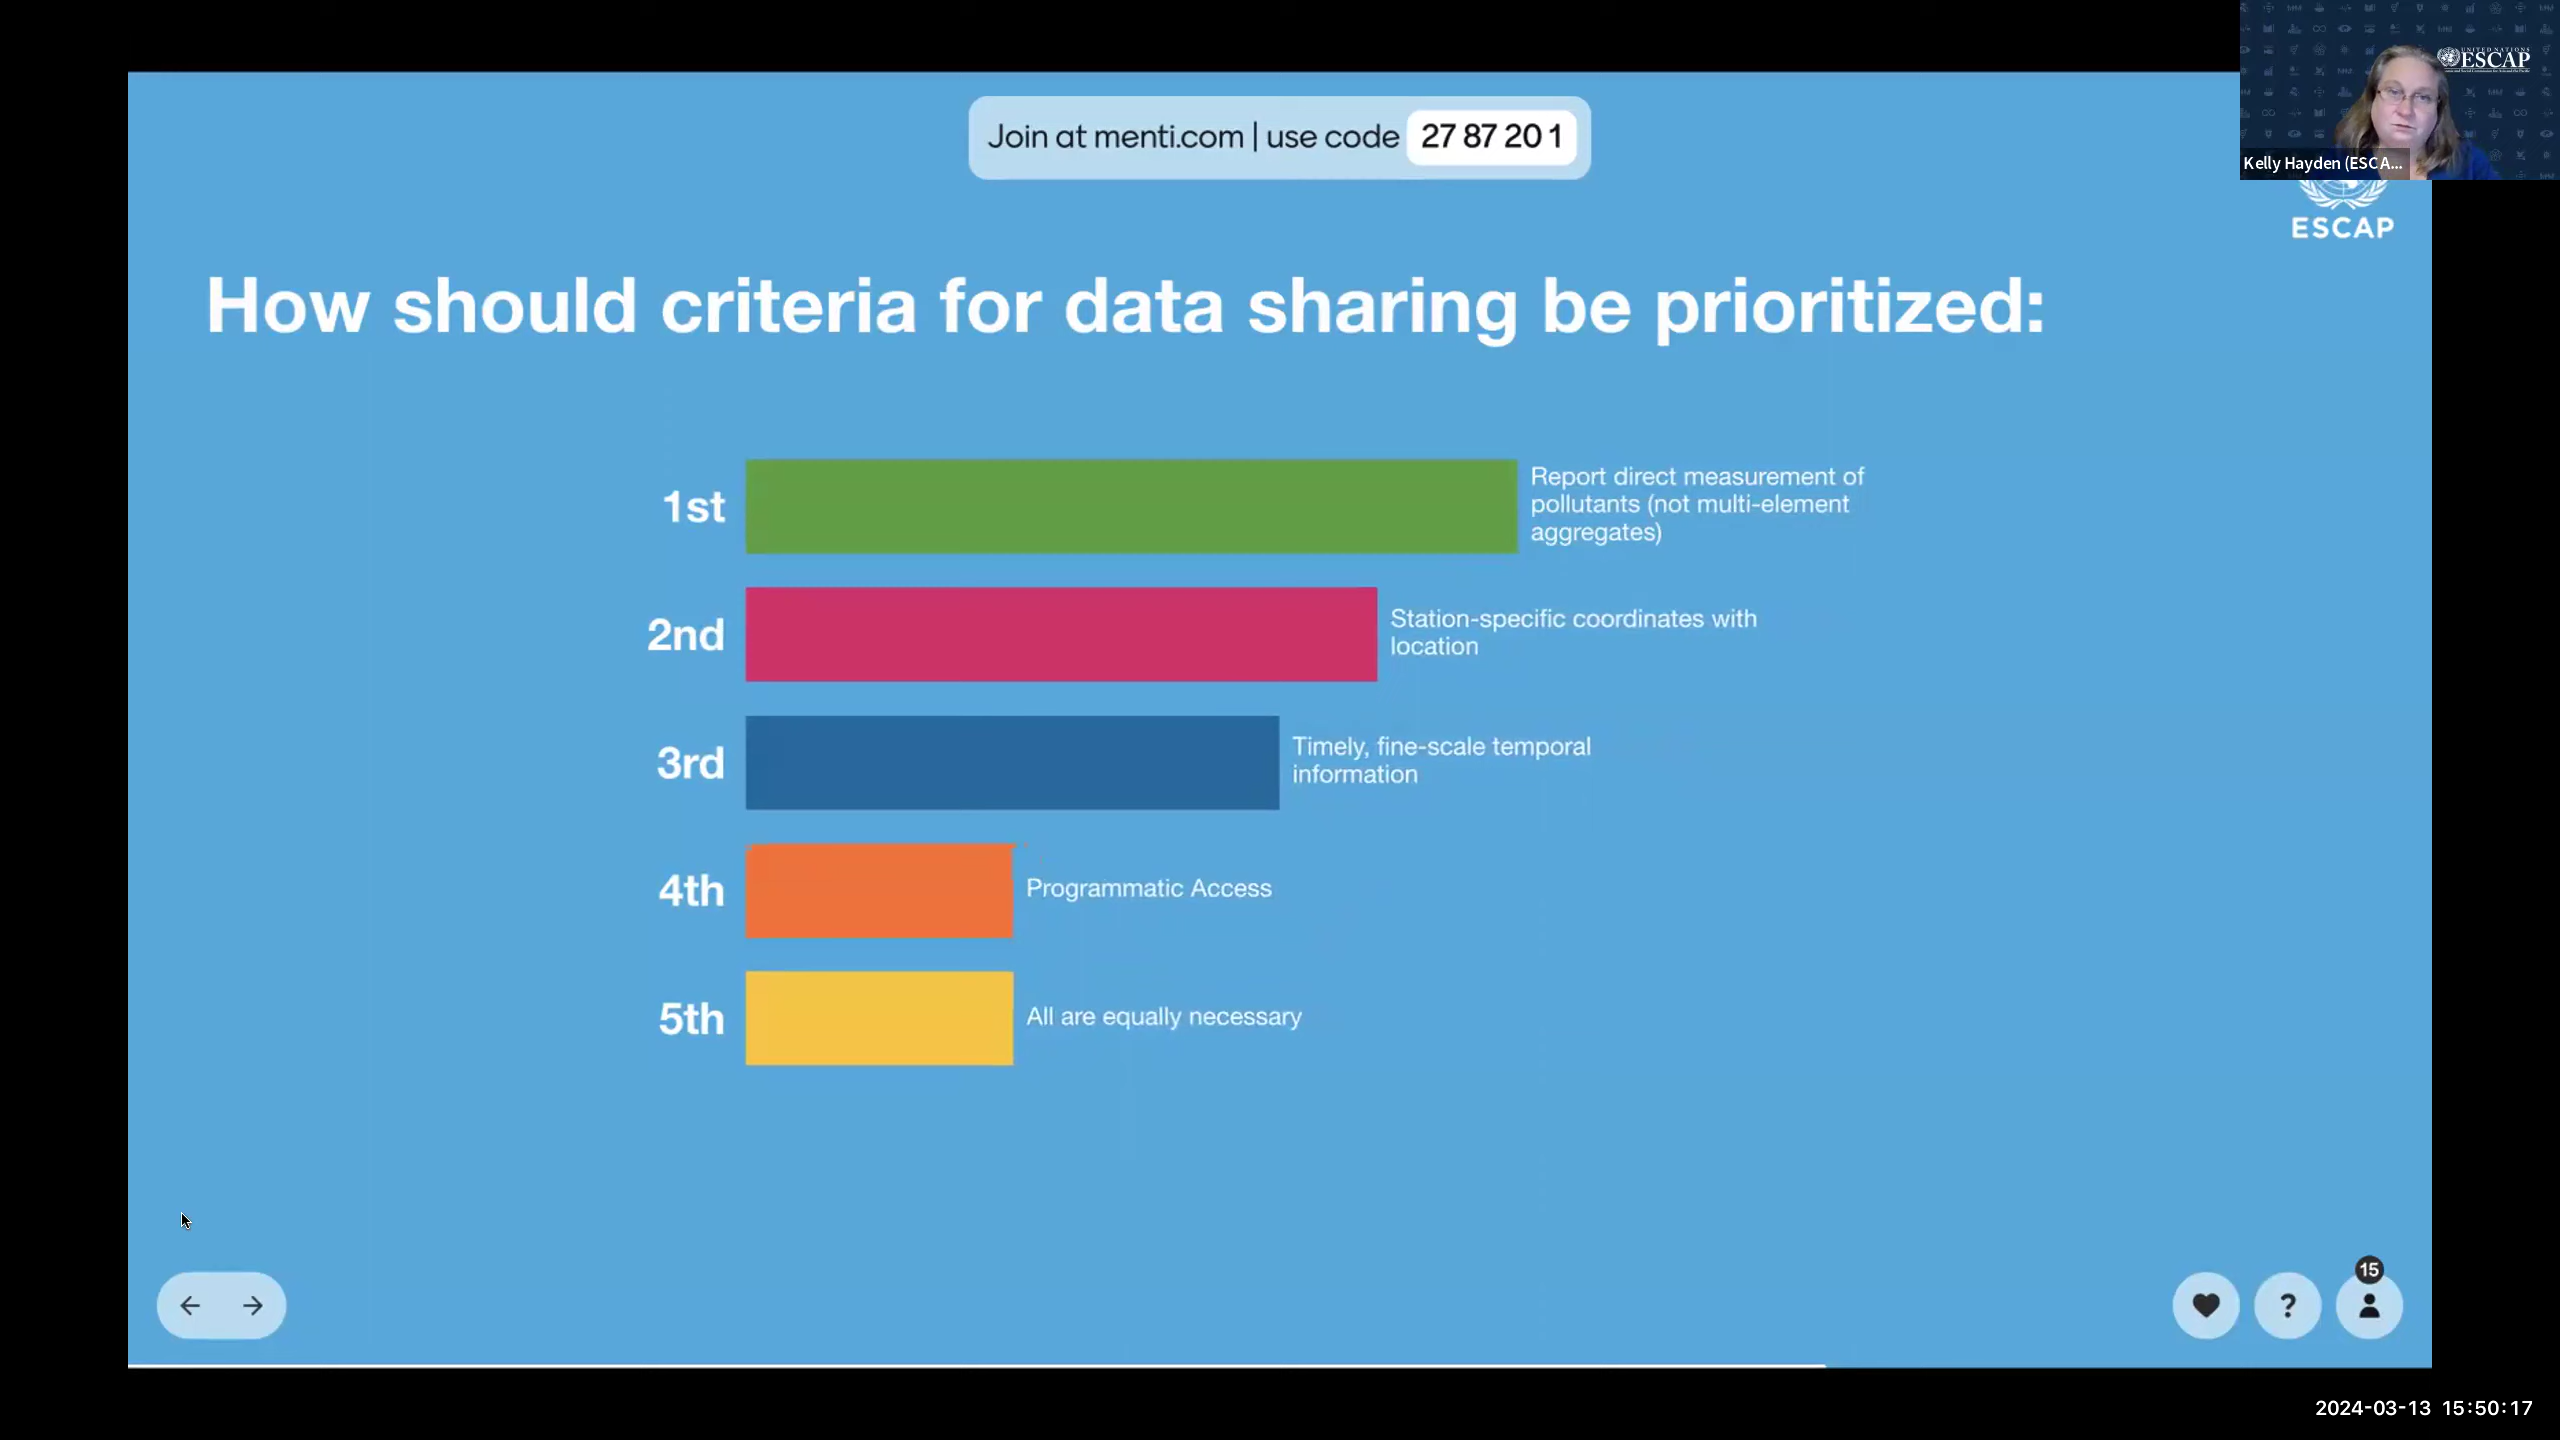 Join at menti.com | use code 27 87 20 1
UNITED NATIONS
ESCAP
Kelly Hayden (ESCA...
ESCAP
How should criteria for data sharing be prioritized:
1st
Report direct measurement of
pollutants (not multi-element
aggregates)
2nd
Station-specific coordinates with
location
3rd
Timely, fine-scale temporal
information
4th
Programmatic Access
5th
All are equally necessary
15
?
2024-03-13 15:50:17